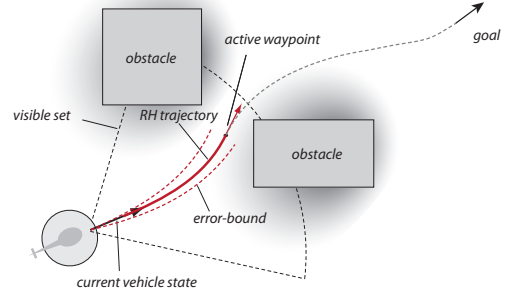 obstacle
active waypoint
goal
visible set
RH trajectory
obstacle
error-bound
current vehicle state